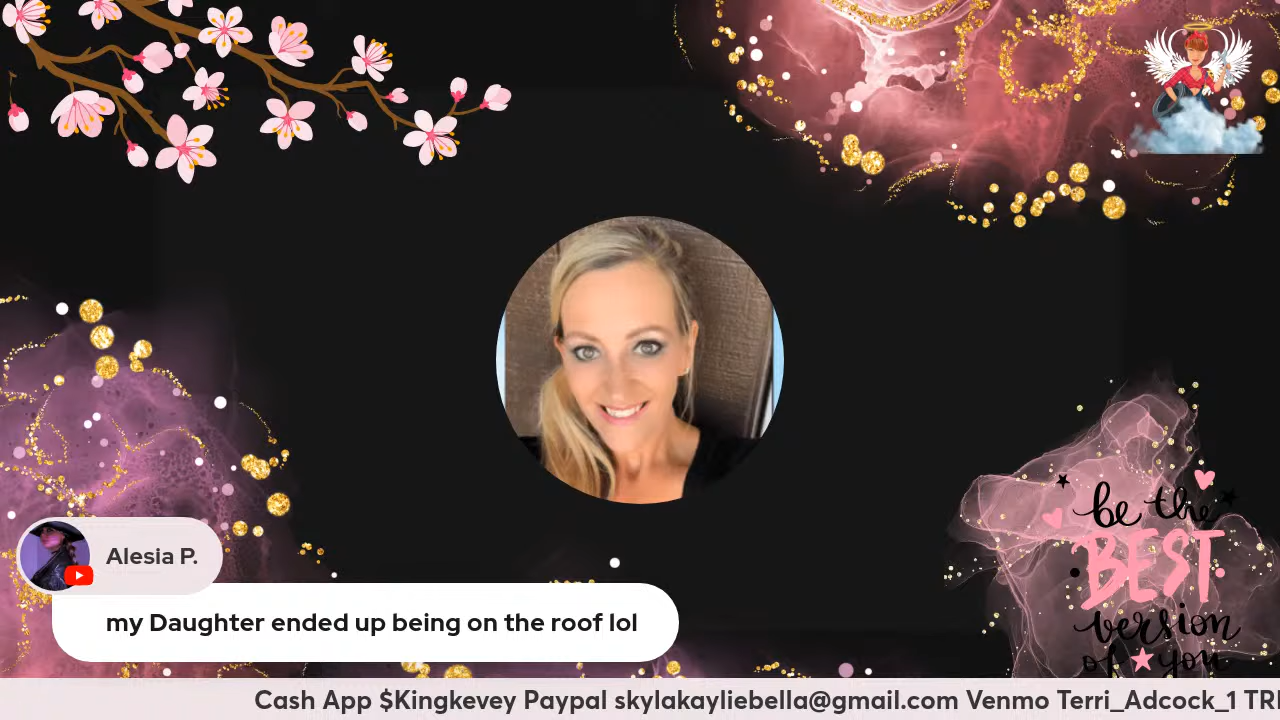 be the
BEST
version
of you
Alesia P.
my Daughter ended up being on the roof lol
Cash App $Kingkevey Paypal skylakayliebella@gmail.com Venmo Terri_Adcock_1